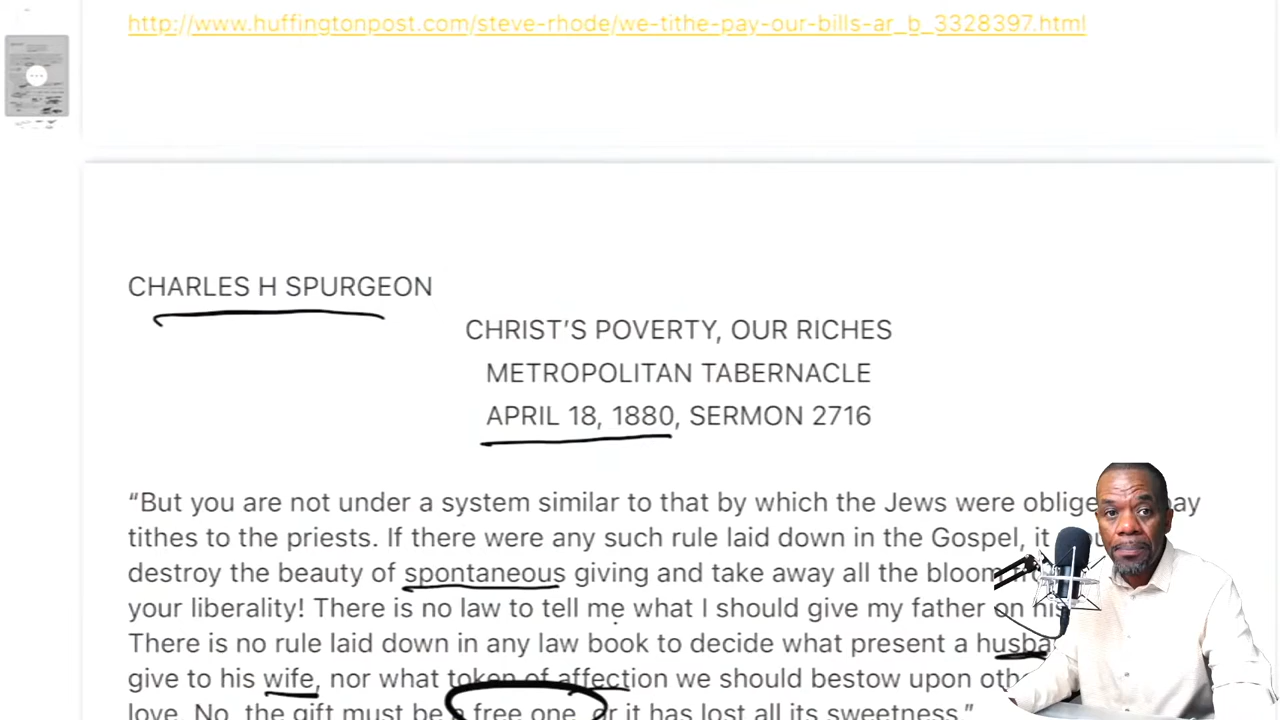 http://www.huffingtonpost.com/steve-rhode/we-tithe-pay-our-bills-ar_b_3328397.html
CHARLES H SPURGEON
CHRIST’S POVERTY, OUR RICHES
METROPOLITAN TABERNACLE
APRIL 18, 1880, SERMON 2716
“But you are not under a system similar to that by which the Jews were
tithes to the priests. If there were any such rule laid down in the Gospel, it
destroy the beauty of spontaneous giving and take away all the bloom
your liberality! There is no law to tell me what I should give my father on his
There is no rule laid down in any law book to decide what present a
give to his wife, nor what token of affection we should bestow upon
love. No, the gift must be a free one, or it has lost all its sweetness.”